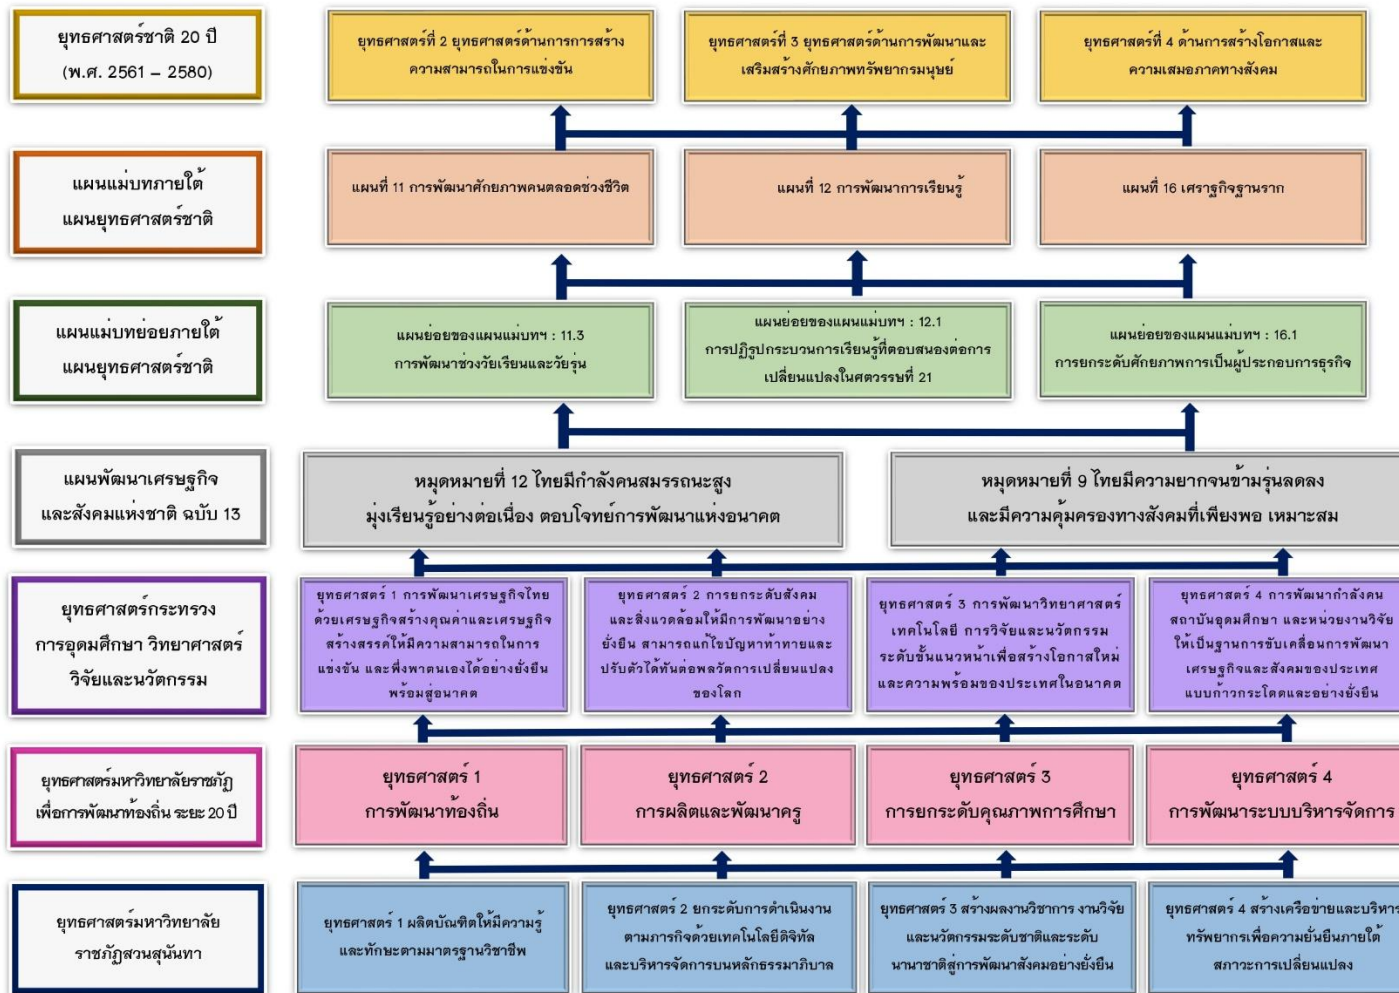 ยุทธศาสตร์ชาติ 20 ปี
(พ.ศ. 2561 – 2580)
ยุทธศาสตร์ที่ 2 ยุทธศาสตร์ด้านการการสร้าง
ความสามารถในการแข่งขัน
ยุทธศาสตร์ที่ 3 ยุทธศาสตร์ด้านการพัฒนาและ
เสริมสร้างศักยภาพทรัพยากรมนุษย์
ยุทธศาสตร์ที่ 4 ด้านการสร้างโอกาสและ
ความเสมอภาคทางสังคม
แผนแม่บทภายใต้
แผนยุทธศาสตร์ชาติ
แผนที่ 11 การพัฒนาศักยภาพคนตลอดช่วงชีวิต
แผนที่ 12 การพัฒนาการเรียนรู้
แผนที่ 16 เศราฐกิจฐานราก
แผนแม่บทย่อยภายใต้
แผนยุทธศาสตร์ชาติ
แผนย่อยของแผนแม่บทฯ : 11.3
การพัฒนาช่วงวัยเรียนและวัยรุ่น
แผนย่อยของแผนแม่บทฯ : 12.1
การปฏิรูปกระบวนการเรียนรู้ที่ตอบสนองต่อการ
เปลี่ยนแปลงในศตวรรษที่ 21
แผนย่อยของแผนแม่บทฯ : 16.1
การยกระดับศักยภาพการเป็นผู้ประกอบการธุรกิจ
แผนพัฒนาเศรษฐกิจ
และสังคมแห่งชาติ ฉบับ 13
หมุดหมายที่ 12 ไทยมีกำลังคนสมรรถนะสูง
มุ่งเรียนรู้อย่างต่อเนื่อง ตอบโจทย์การพัฒนาแห่งอนาคต
หมุดหมายที่ 9 ไทยมีความยากจนข้ามรุ่นลดลง
และมีความคุ้มครองทางสังคมที่เพียงพอ เหมาะสม
ยุทธศาสตร์กระทรวง
การอุดมศึกษา วิทยาศาสตร์
วิจัยและนวัตกรรม
ยุทธศาสตร์ 1 การพัฒนาเศรษฐกิจไทย
ด้วยเศรษฐกิจสร้างคุณค่าและเศรษฐกิจ
สร้างสรรค์ให้มีความสามารถในการ
แข่งขัน และพึ่งพาตนเองได้อย่างยั่งยืน
พร้อมสู่อนาคต
ยุทธศาสตร์ 2 การยกระดับสังคม
และสิ่งแวดล้อมให้มีการพัฒนาอย่าง
ยั่งยืน สามารถแก้ไขปัญหาท้าทายและ
ปรับตัวได้ทันต่อพลวัตการเปลี่ยนแปลง
ของโลก
ยุทธศาสตร์ 3 การพัฒนาวิทยาศาสตร์
เทคโนโลยี การวิจัยและนวัตกรรม
ระดับขั้นแนวหน้าเพื่อสร้างโอกาสใหม่
และความพร้อมของประเทศในอนาคต
ยุทธศาสตร์ 4 การพัฒนากำลังคน
สถาบันอุดมศึกษา และหน่วยงานวิจัย
ให้เป็นฐานการขับเคลื่อนการพัฒนา
เศรษฐกิจและสังคมของประเทศ
แบบก้าวกระโดดและอย่างยั่งยืน
ยุทธศาสตร์มหาวิทยาลัยราชภัฏ
เพื่อการพัฒนาท้องถิ่น ระยะ 20 ปี
ยุทธศาสตร์ 1
การพัฒนาท้องถิ่น
ยุทธศาสตร์ 2
การผลิตและพัฒนาครู
ยุทธศาสตร์ 3
การยกระดับคุณภาพการศึกษา
ยุทธศาสตร์ 4
การพัฒนาระบบบริหารจัดการ
ยุทธศาสตร์มหาวิทยาลัย
ราชภัฏสวนสุนันทา
ยุทธศาสตร์ 1 ผลิตบัณฑิตให้มีความรู้
และทักษะตามมาตรฐานวิชาชีพ
ยุทธศาสตร์ 2 ยกระดับการดำเนินงาน
ตามภารกิจด้วยเทคโนโลยีดิจิทัล
และบริหารจัดการบนหลักธรรมาภิบาล
ยุทธศาสตร์ 3 สร้างผลงานวิชาการ งานวิจัย
และนวัตกรรมระดับชาติและระดับ
นานาชาติสู่การพัฒนาสังคมอย่างยั่งยืน
ยุทธศาสตร์ 4 สร้างเครือข่ายและบริหาร
ทรัพยากรเพื่อความยั่นยืนภายใต้
สภาวะการเปลี่ยนแปลง